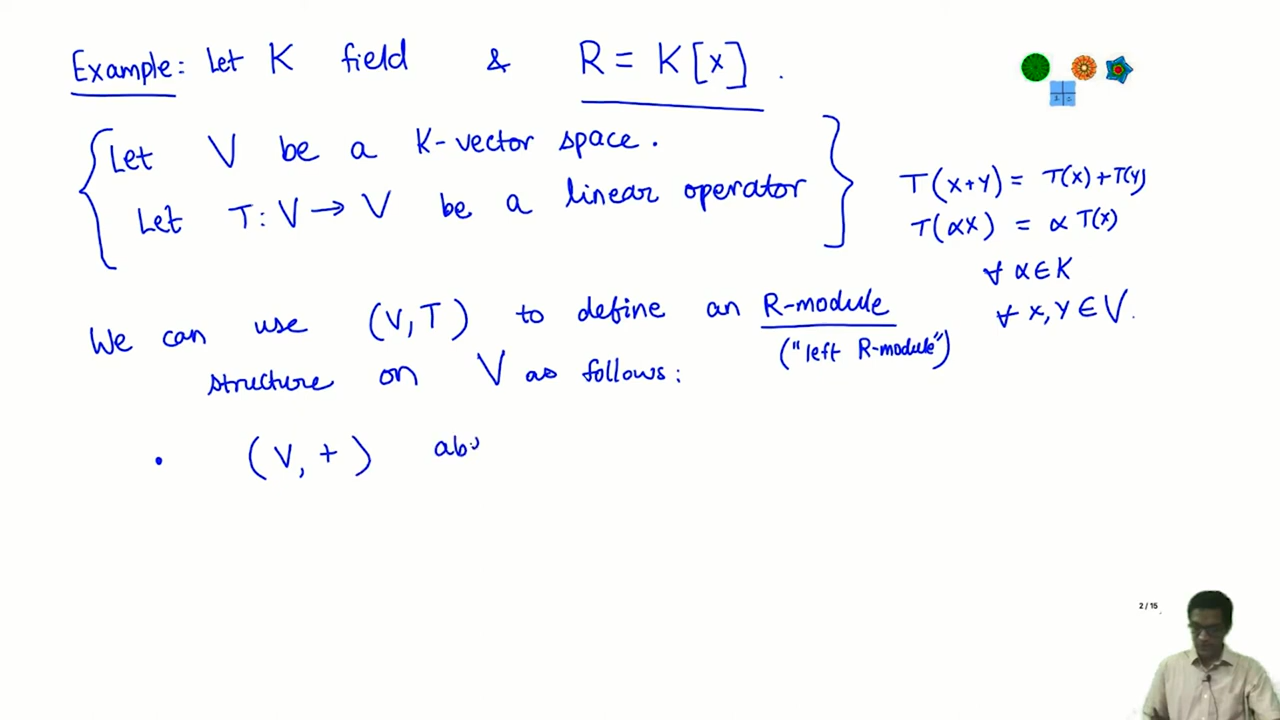 Example: Let K field & R = K[x] .
Let V be a K-vector space.
Let T: V → V be a linear operator
T(x+y) = T(x)+T(y)
T(αx) = α T(x)
∀ α ∈ K
∀ x, y ∈ V.
We can use (V, T) to define an R-module
("left R-module")
structure on V as follows:
• (V, +) ab
2 / 15